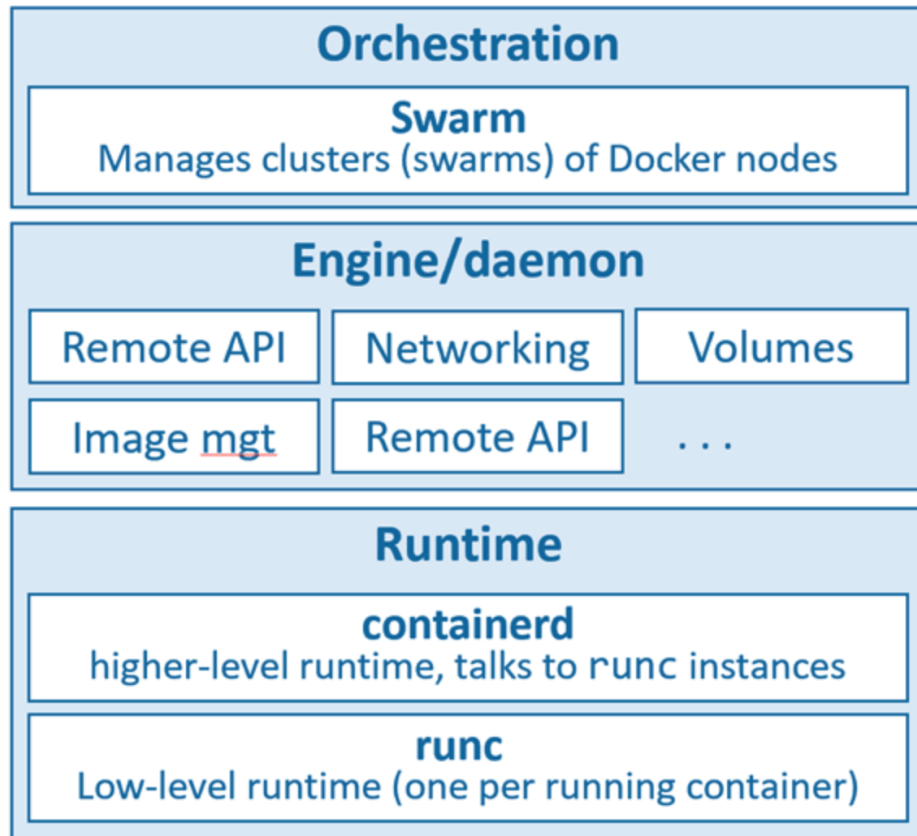 Orchestration
Swarm
Manages clusters (swarms) of Docker nodes
Engine/daemon
Remote API
Networking
Volumes
Image mgt
Remote API
. . .
Runtime
containerd
higher-level runtime, talks to runc instances
runc
Low-level runtime (one per running container)